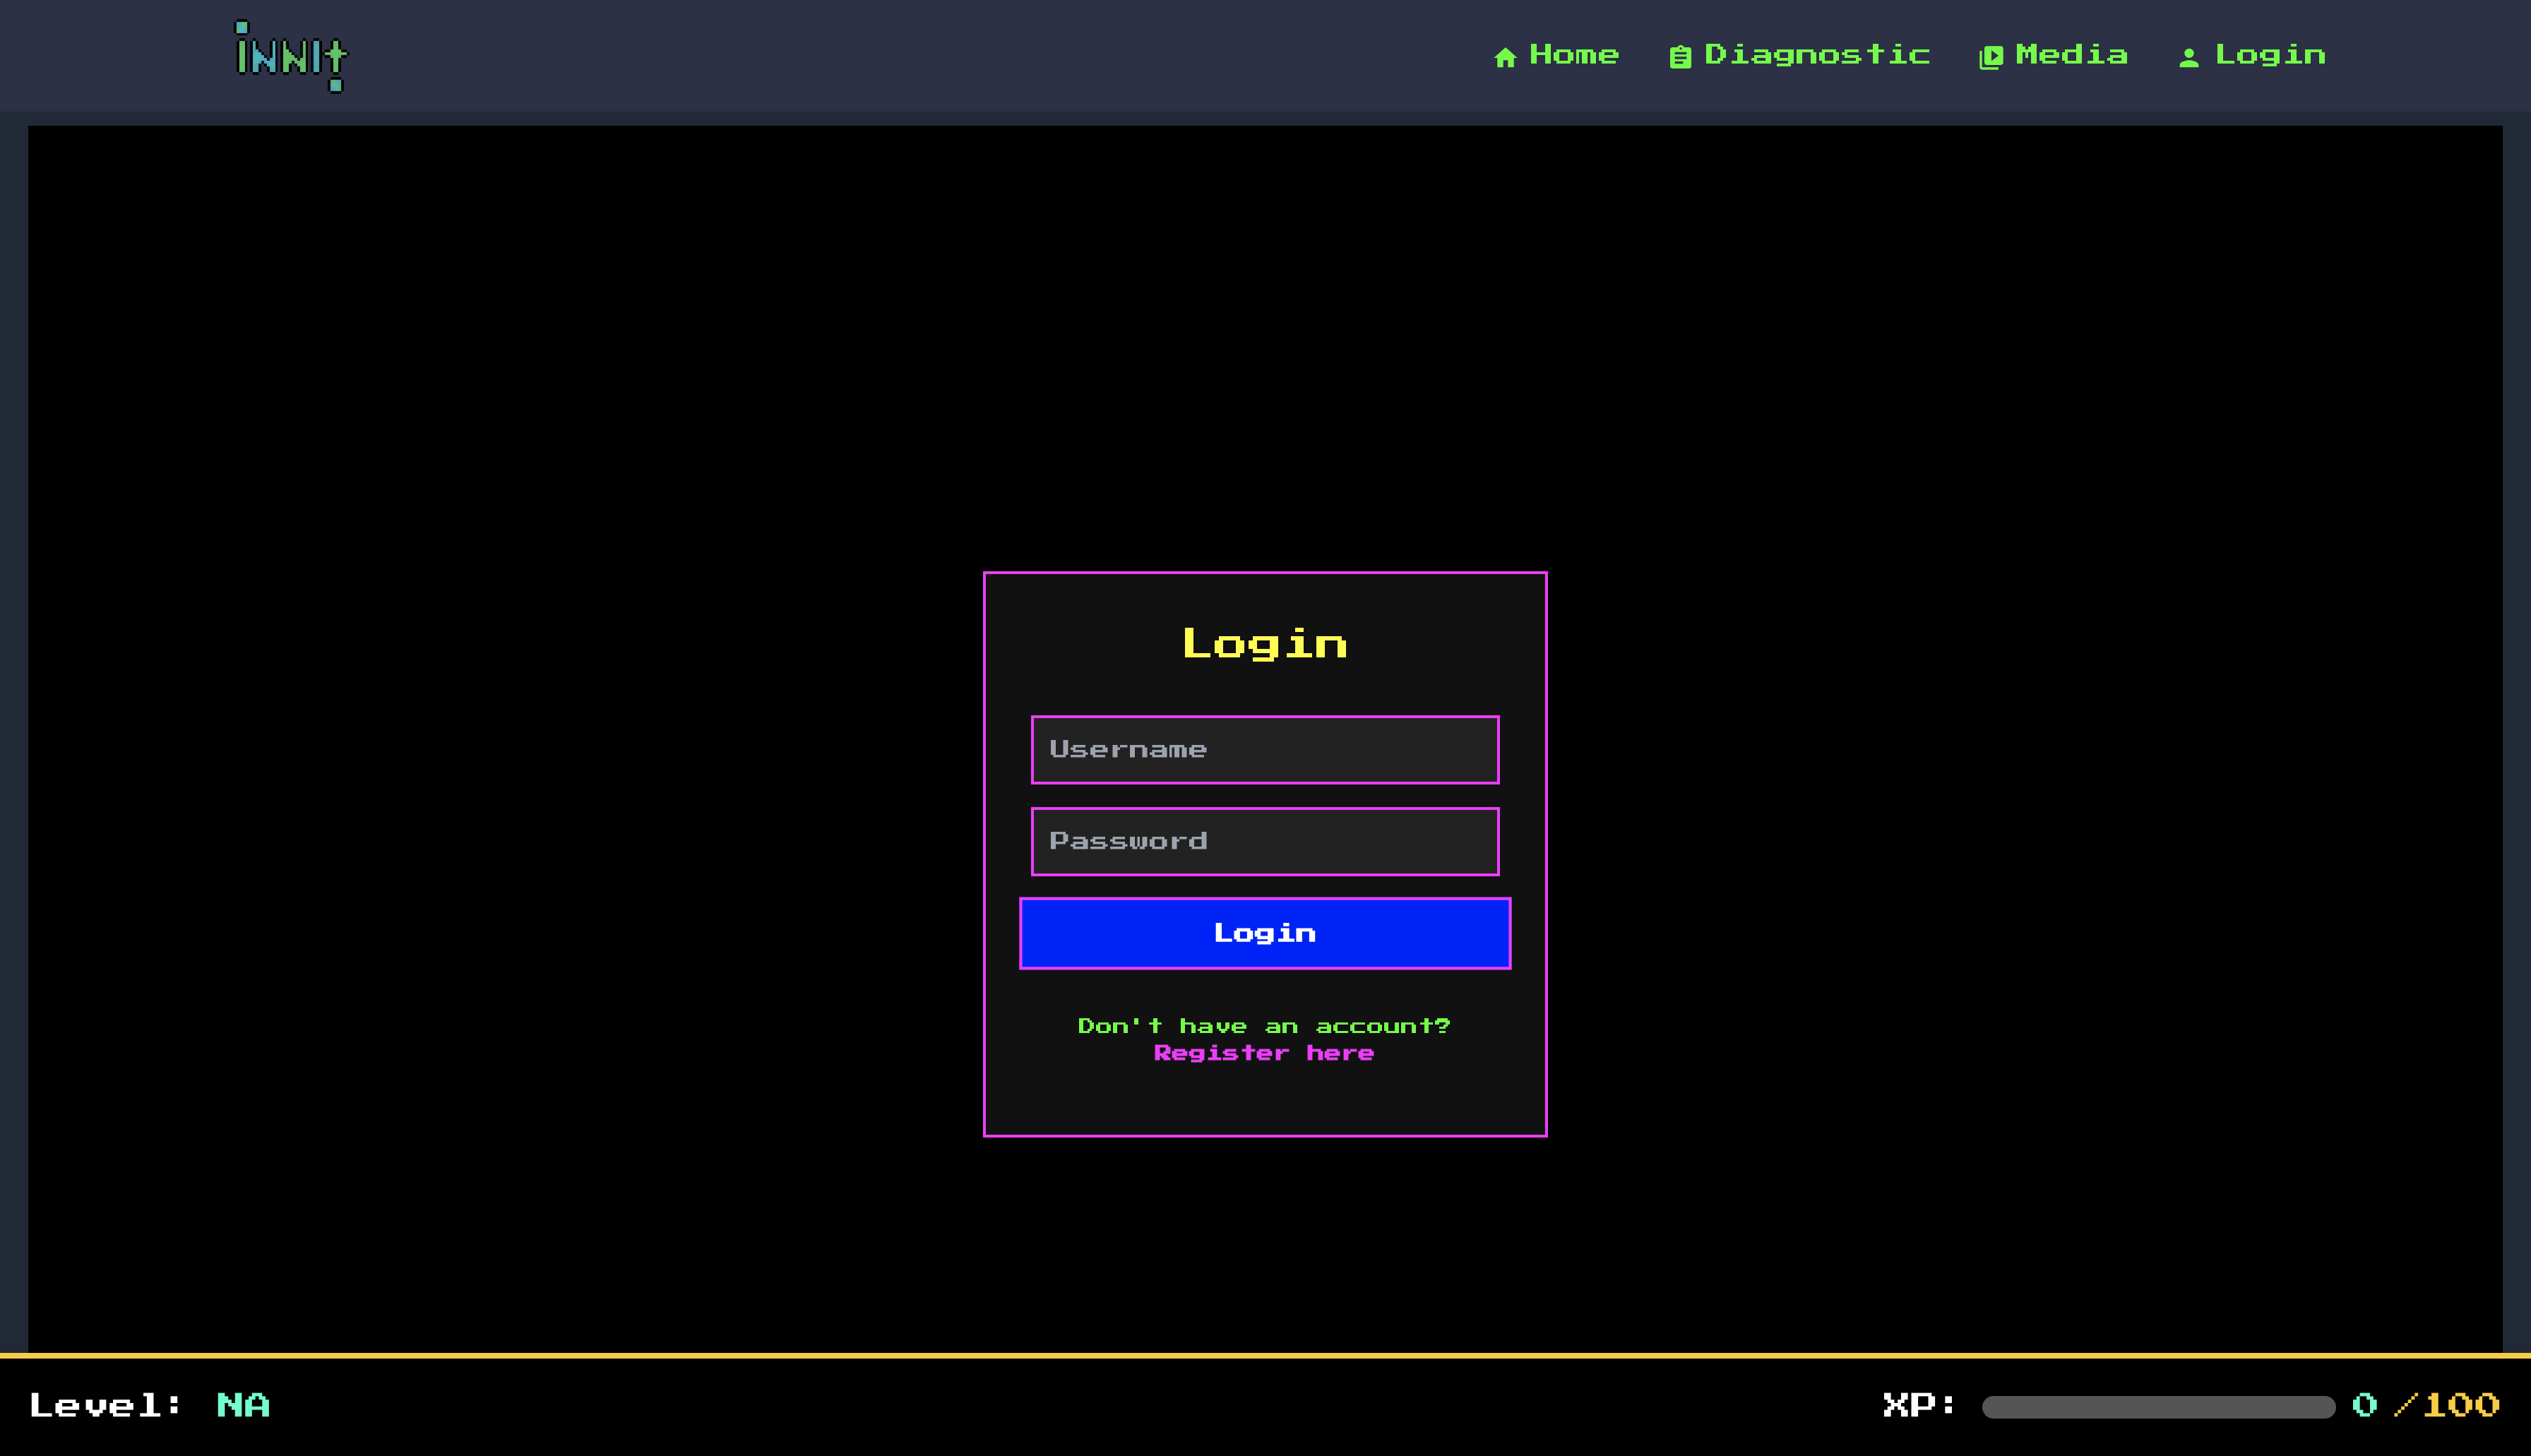 iNNIt
Home Diagnostic Media Login
Login
Username
Password
Login
Don't have an account?
Register here
Level: NA XP: 0 /100